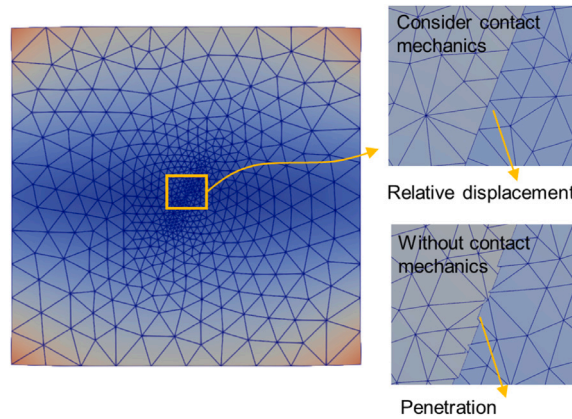 Consider contact
mechanics
Relative displacement
Without contact
mechanics
Penetration